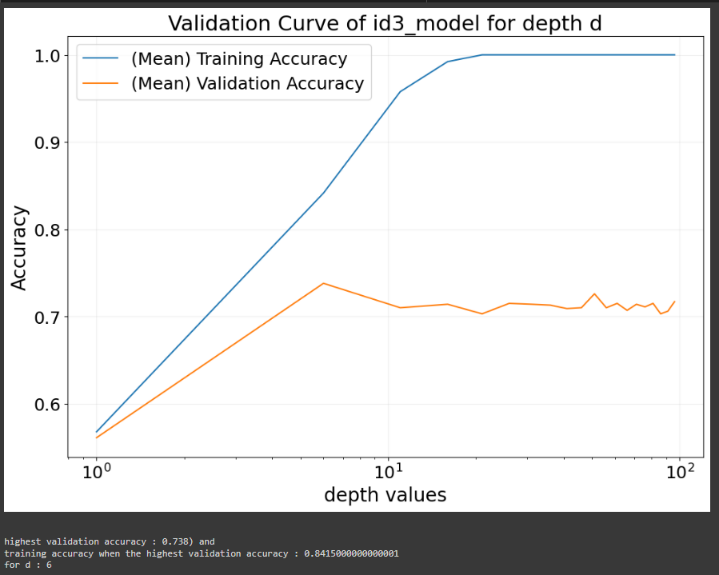 Validation Curve of id3_model for depth d
(Mean) Training Accuracy
(Mean) Validation Accuracy
1.0
0.9
0.8
0.7
0.6
Accuracy
10⁰ 10¹ 10²
depth values
highest validation accuracy : 0.738) and
training accuracy when the highest validation accuracy : 0.8415000000000001
for d : 6